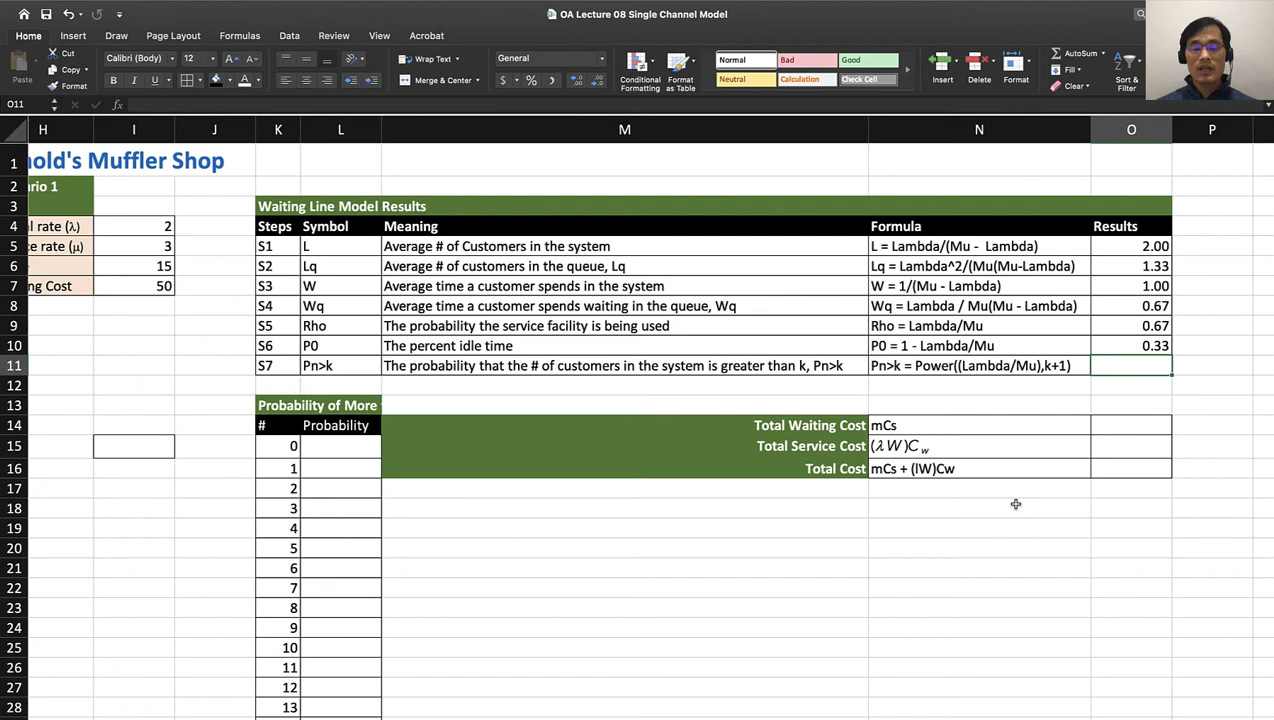 OA Lecture 08 Single Channel Model
Home Insert Draw Page Layout Formulas Data Review View Acrobat
Paste Cut Copy Format
Calibri (Body) 12 A A
B I U A
Wrap Text
Merge & Center
General
$ % )
Conditional Formatting
Format as Table
Normal Bad Good
Neutral Calculation Check Cell
Insert Delete Format
AutoSum
Fill
Clear
Sort & Filter
O11 fx
H I J K L M N O P
1 nold's Muffler Shop
2 rio 1
3 Waiting Line Model Results
4 l rate (λ) 2 Steps Symbol Meaning Formula Results
5 ce rate (μ) 3 S1 L Average # of Customers in the system L = Lambda/(Mu - Lambda) 2.00
6 15 S2 Lq Average # of customers in the queue, Lq Lq = Lambda^2/(Mu(Mu-Lambda) 1.33
7 ng Cost 50 S3 W Average time a customer spends in the system W = 1/(Mu - Lambda) 1.00
8 S4 Wq Average time a customer spends waiting in the queue, Wq Wq = Lambda / Mu(Mu - Lambda) 0.67
9 S5 Rho The probability the service facility is being used Rho = Lambda/Mu 0.67
10 S6 P0 The percent idle time P0 = 1 - Lambda/Mu 0.33
11 S7 Pn>k The probability that the # of customers in the system is greater than k, Pn>k Pn>k = Power((Lambda/Mu),k+1)
12
13 Probability of More
14 # Probability Total Waiting Cost mCs
15 0 Total Service Cost (λW)C w
16 1 Total Cost mCs + (lW)Cw
17 2
18 3
19 4
20 5
21 6
22 7
23 8
24 9
25 10
26 11
27 12
28 13